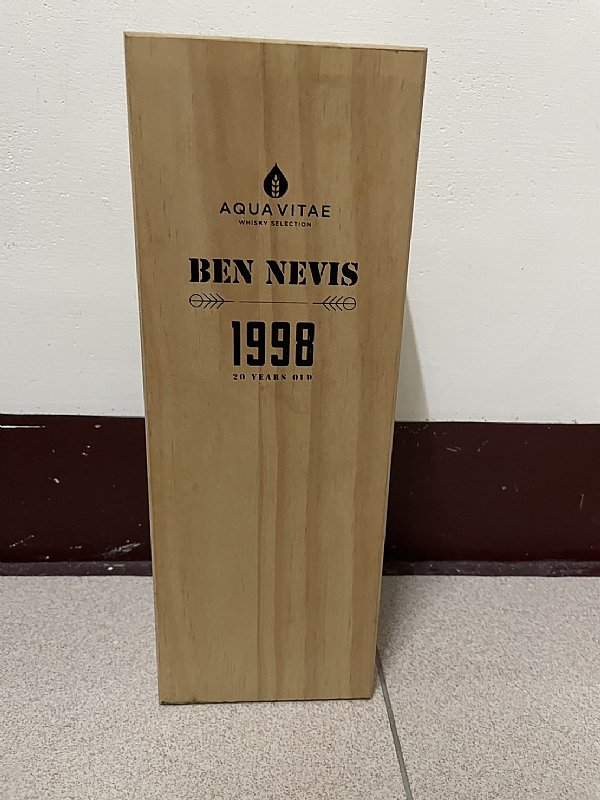 AQUA VITAE
WHISKY SELECTION
BEN NEVIS
1998
20 YEARS OLD